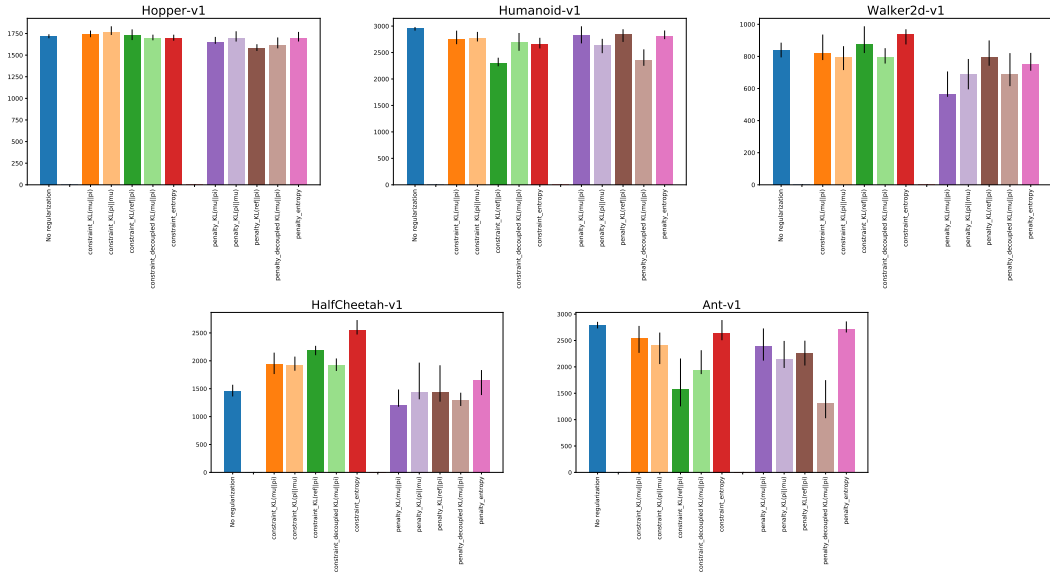 Hopper-v1
1750
1500
1250
1000
750
500
250
0
No regularization
constraint_KL(mu||pi)
constraint_KL(pi||mu)
constraint_KL(ref||pi)
constraint_decoupled KL(mu||pi)
constraint_entropy
penalty_KL(mu||pi)
penalty_KL(pi||mu)
penalty_KL(ref||pi)
penalty_decoupled KL(mu||pi)
penalty_entropy
Humanoid-v1
3000
2500
2000
1500
1000
500
0
No regularization
constraint_KL(mu||pi)
constraint_KL(pi||mu)
constraint_KL(ref||pi)
constraint_decoupled KL(mu||pi)
constraint_entropy
penalty_KL(mu||pi)
penalty_KL(pi||mu)
penalty_KL(ref||pi)
penalty_decoupled KL(mu||pi)
penalty_entropy
Walker2d-v1
1000
800
600
400
200
0
No regularization
constraint_KL(mu||pi)
constraint_KL(pi||mu)
constraint_KL(ref||pi)
constraint_decoupled KL(mu||pi)
constraint_entropy
penalty_KL(mu||pi)
penalty_KL(pi||mu)
penalty_KL(ref||pi)
penalty_decoupled KL(mu||pi)
penalty_entropy
HalfCheetah-v1
2500
2000
1500
1000
500
0
No regularization
constraint_KL(mu||pi)
constraint_KL(pi||mu)
constraint_KL(ref||pi)
constraint_decoupled KL(mu||pi)
constraint_entropy
penalty_KL(mu||pi)
penalty_KL(pi||mu)
penalty_KL(ref||pi)
penalty_decoupled KL(mu||pi)
penalty_entropy
Ant-v1
3000
2500
2000
1500
1000
500
0
No regularization
constraint_KL(mu||pi)
constraint_KL(pi||mu)
constraint_KL(ref||pi)
constraint_decoupled KL(mu||pi)
constraint_entropy
penalty_KL(mu||pi)
penalty_KL(pi||mu)
penalty_KL(ref||pi)
penalty_decoupled KL(mu||pi)
penalty_entropy